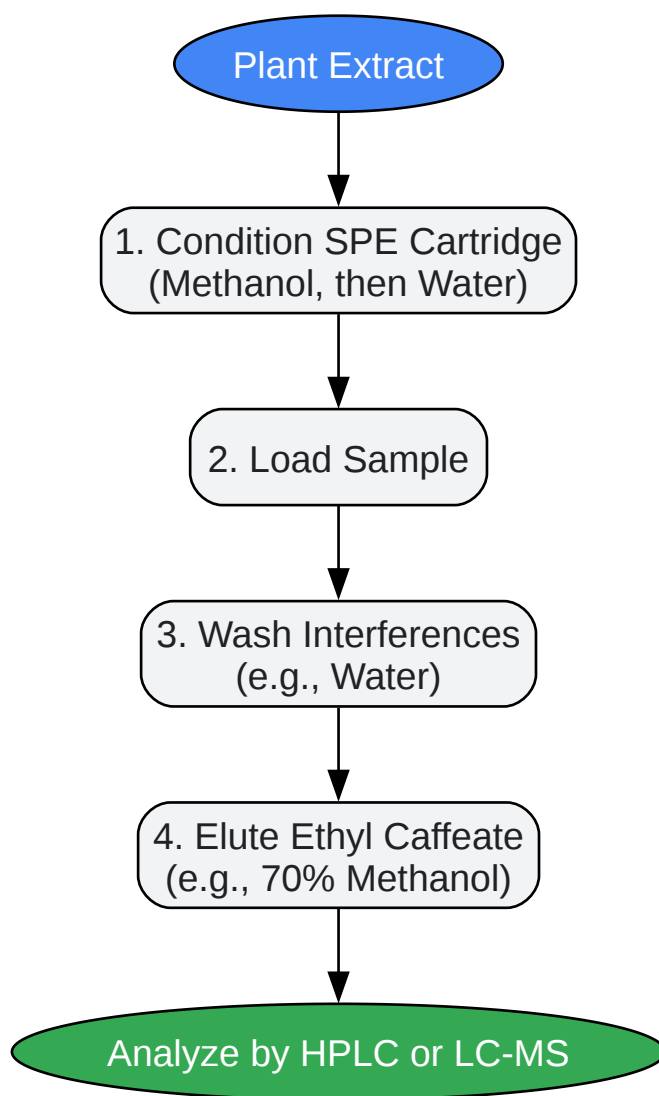 Plant Extract
1. Condition SPE Cartridge
(Methanol, then Water)
2. Load Sample
3. Wash Interferences
(e.g., Water)
4. Elute Ethyl Caffeate
(e.g., 70% Methanol)
Analyze by HPLC or LC-MS